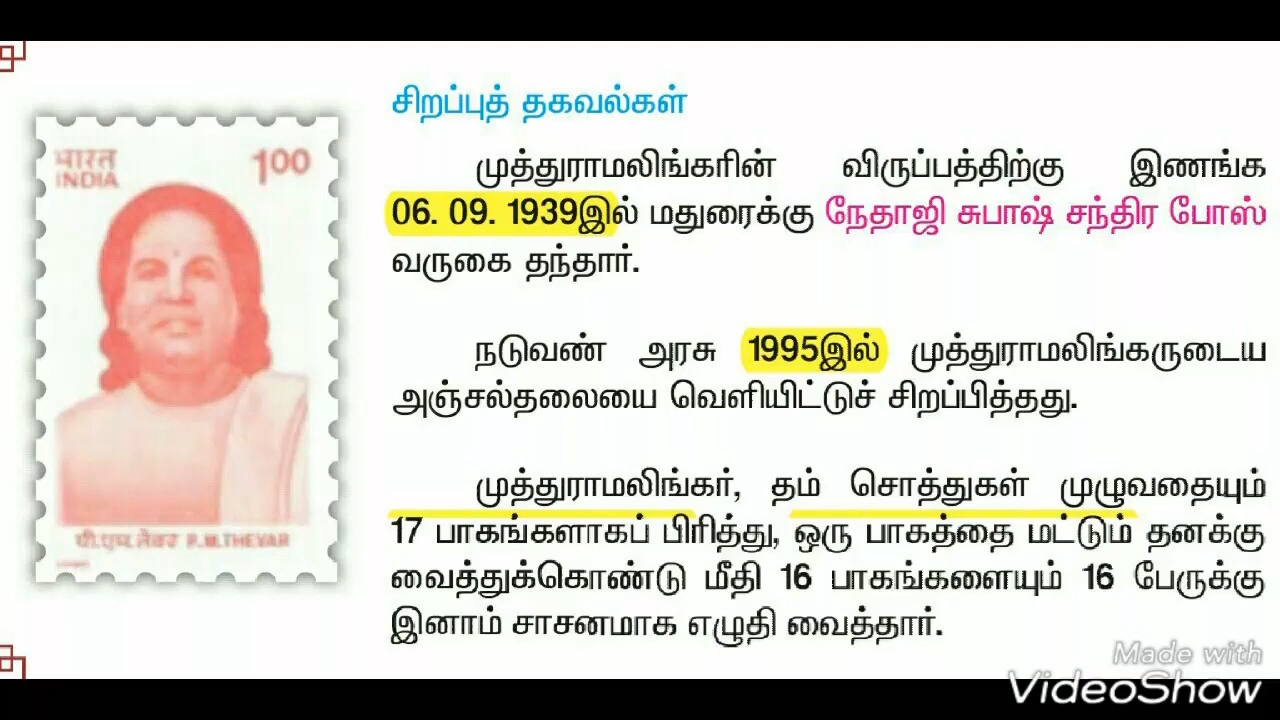 சிறப்புத் தகவல்கள்
भारत
INDIA
100
முத்துராமலிங்கரின் விருப்பத்திற்கு இணங்க
06. 09. 1939இல் மதுரைக்கு நேதாஜி சுபாஷ் சந்திர போஸ்
வருகை தந்தார்.
நடுவண் அரசு 1995இல் முத்துராமலிங்கருடைய
அஞ்சல்தலையை வெளியிட்டுச் சிறப்பித்தது.
முத்துராமலிங்கர், தம் சொத்துகள் முழுவதையும்
17 பாகங்களாகப் பிரித்து, ஒரு பாகத்தை மட்டும் தனக்கு
வைத்துக்கொண்டு மீதி 16 பாகங்களையும் 16 பேருக்கு
இனாம் சாசனமாக எழுதி வைத்தார்.
पी.एम.तेवर P.M.THEVAR
Made with
VideoShow